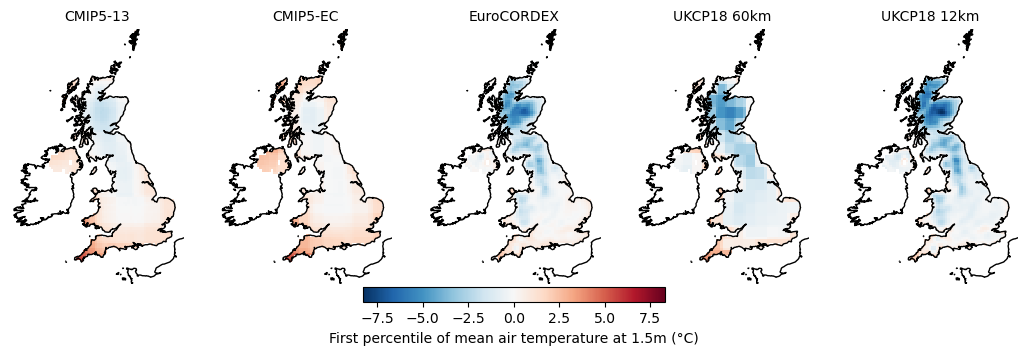 CMIP5-13 CMIP5-EC EuroCORDEX UKCP18 60km UKCP18 12km
−7.5 −5.0 −2.5 0.0 2.5 5.0 7.5
First percentile of mean air temperature at 1.5m (°C)